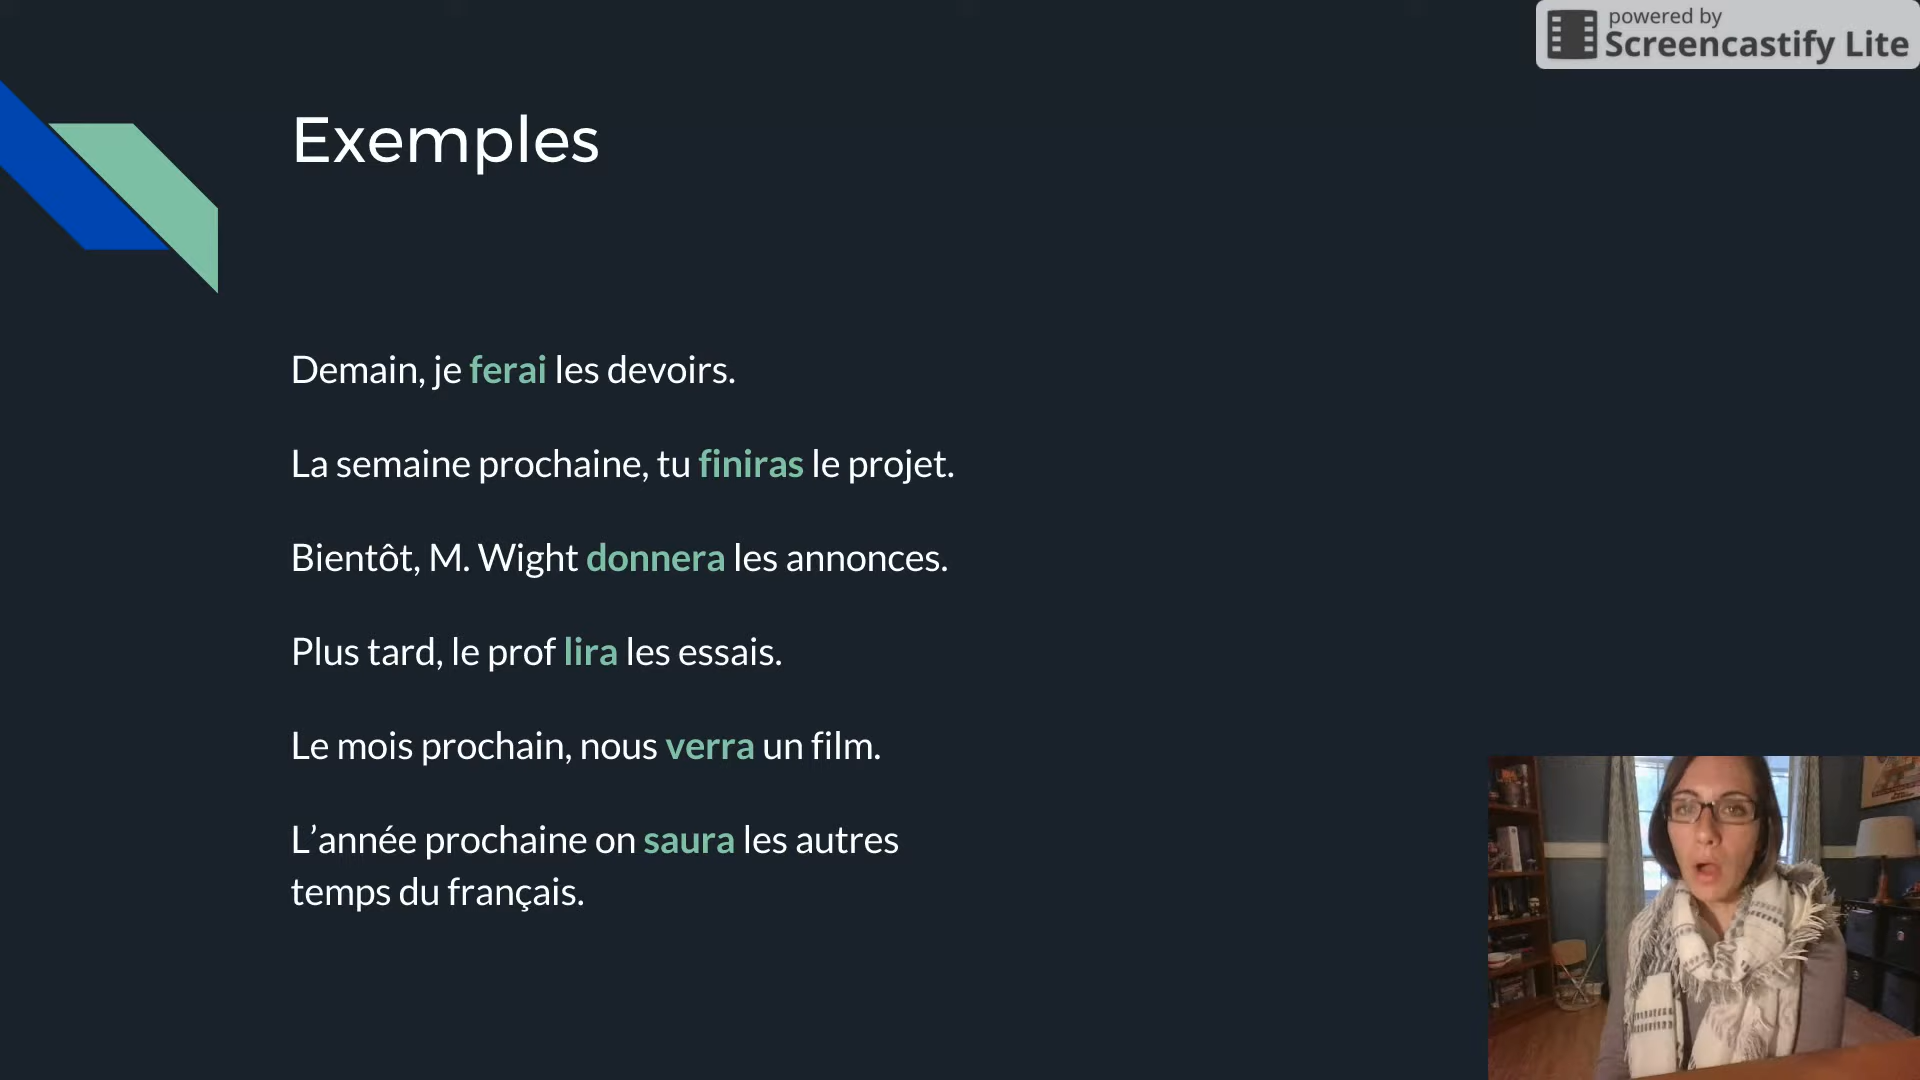 powered by
Screencastify Lite
Exemples
Demain, je ferai les devoirs.
La semaine prochaine, tu finiras le projet.
Bientôt, M. Wight donnera les annonces.
Plus tard, le prof lira les essais.
Le mois prochain, nous verra un film.
L’année prochaine on saura les autres
temps du français.